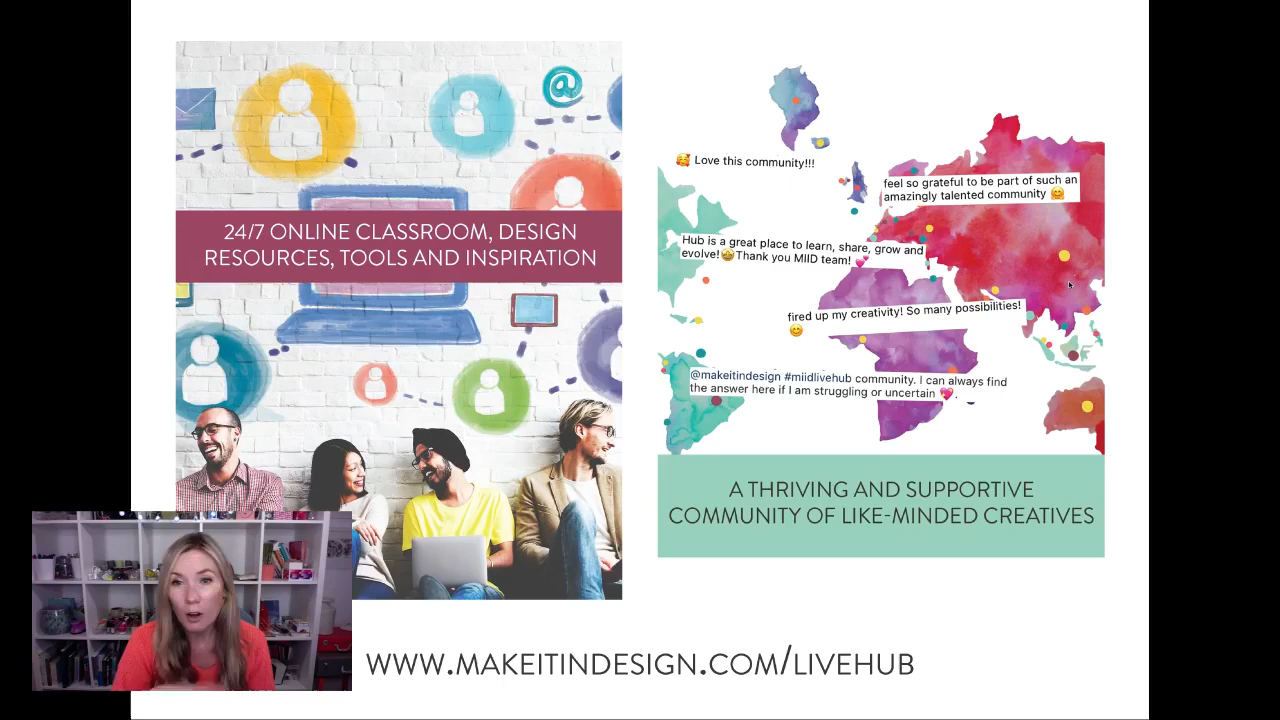 @
24/7 ONLINE CLASSROOM, DESIGN
RESOURCES, TOOLS AND INSPIRATION
🥰 Love this community!!!
feel so grateful to be part of such an
amazingly talented community 🤗
Hub is a great place to learn, share, grow and
evolve!🤩Thank you MIID team! 💞
fired up my creativity! So many possibilities!
😊
@makeitindesign #miidlivehub community. I can always find
the answer here if I am struggling or uncertain 💖.
A THRIVING AND SUPPORTIVE
COMMUNITY OF LIKE-MINDED CREATIVES
WWW.MAKEITINDESIGN.COM/LIVEHUB